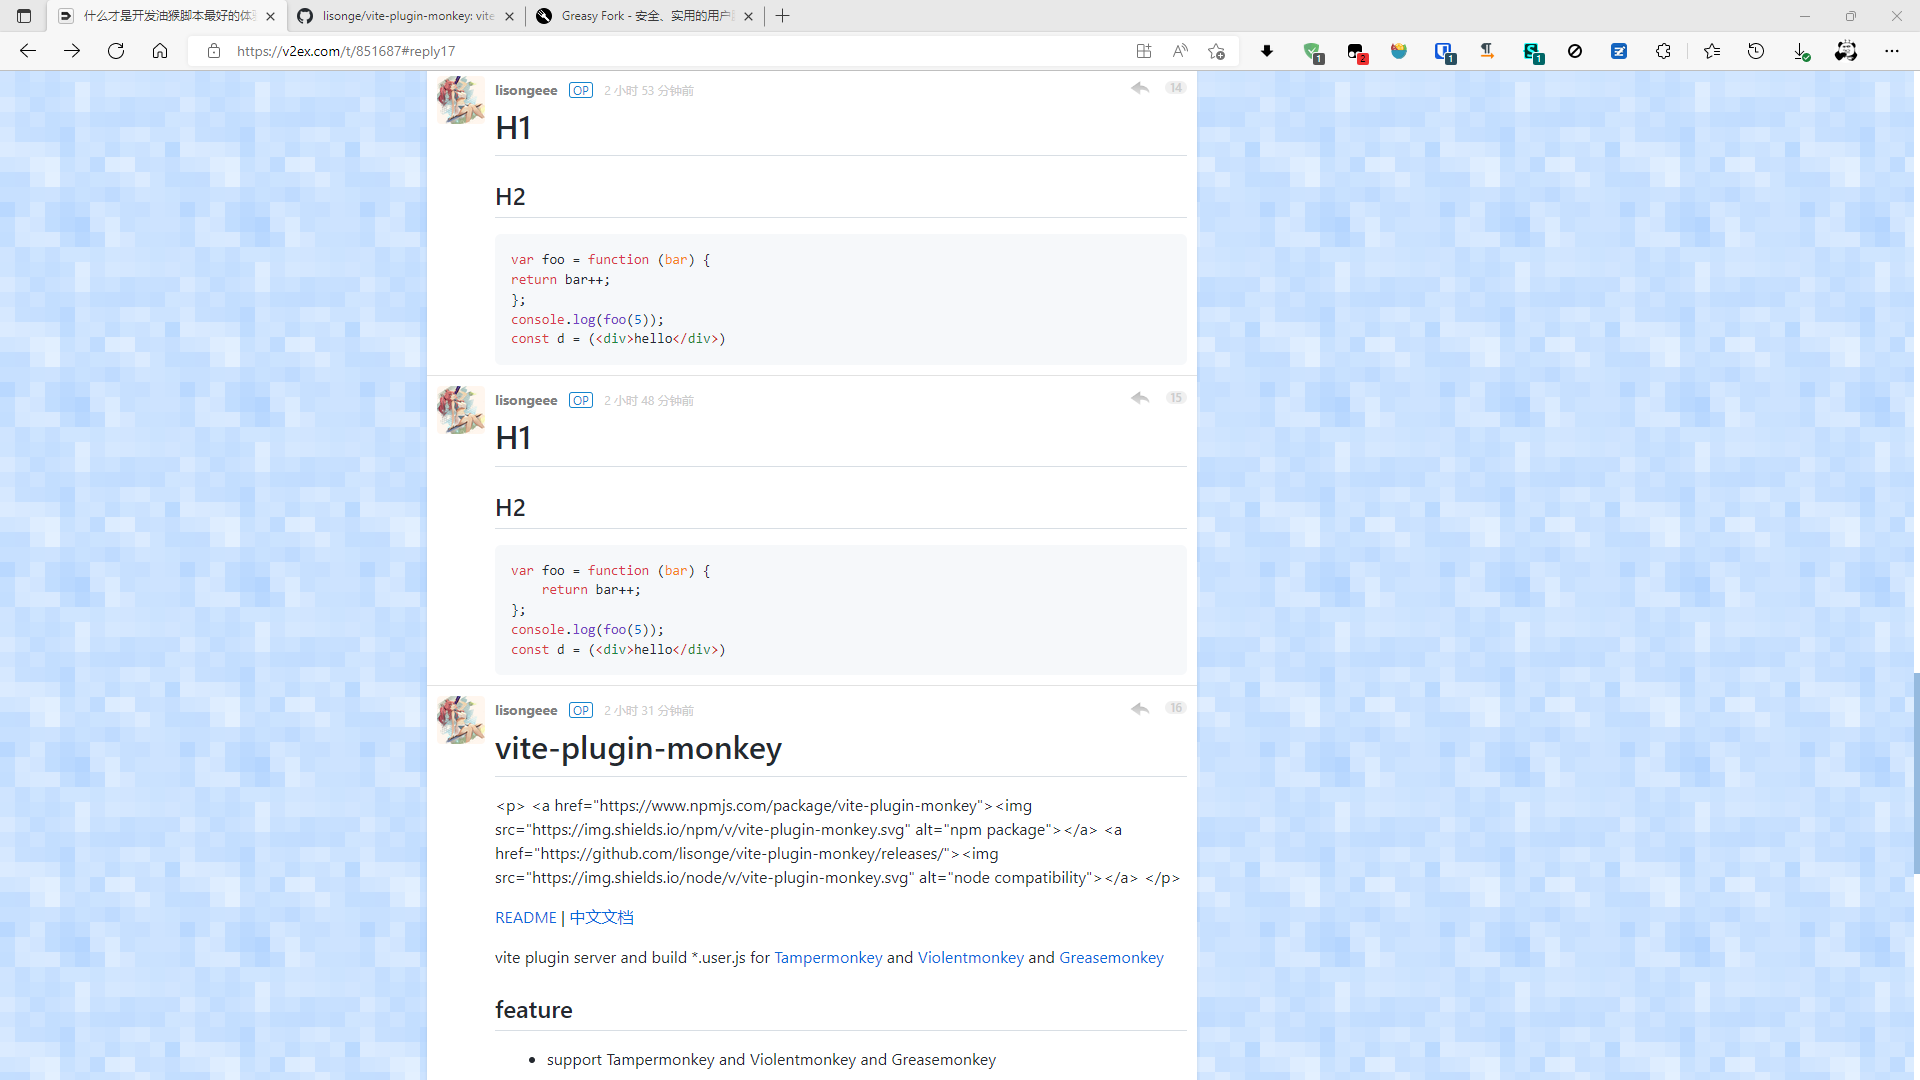 什么才是开发油猴脚本最好的体
lisonge/vite-plugin-monkey: vite
Greasy Fork - 安全、实用的用户
https://v2ex.com/t/851687#reply17
1
2
1
1
lisongeee OP 2 小时 53 分钟前 14
H1
H2
var foo = function (bar) {
return bar++;
};
console.log(foo(5));
const d = (<div>hello</div>)
lisongeee OP 2 小时 48 分钟前 15
H1
H2
var foo = function (bar) {
    return bar++;
};
console.log(foo(5));
const d = (<div>hello</div>)
lisongeee OP 2 小时 31 分钟前 16
vite-plugin-monkey
<p> <a href="https://www.npmjs.com/package/vite-plugin-monkey"><img
src="https://img.shields.io/npm/v/vite-plugin-monkey.svg" alt="npm package"></a> <a
href="https://github.com/lisonge/vite-plugin-monkey/releases/"><img
src="https://img.shields.io/node/v/vite-plugin-monkey.svg" alt="node compatibility"></a> </p>
README | 中文文档
vite plugin server and build *.user.js for Tampermonkey and Violentmonkey and Greasemonkey
feature
• support Tampermonkey and Violentmonkey and Greasemonkey